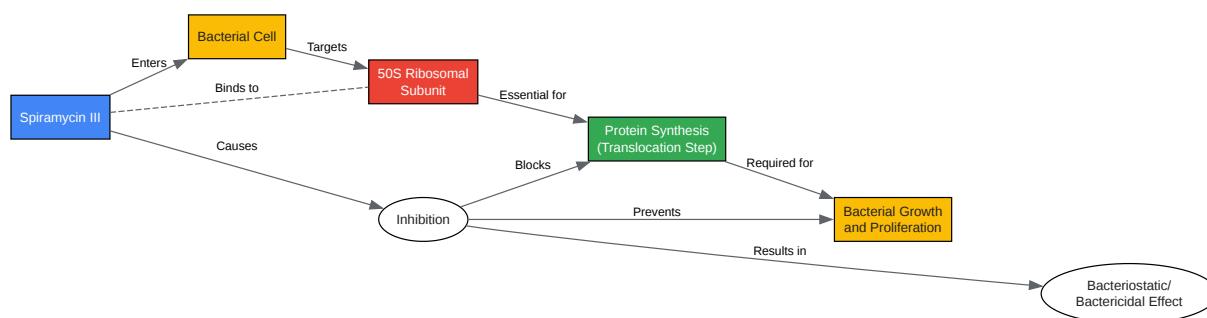 Bacterial Cell
Enters
Targets
50S Ribosomal
Subunit
Binds to
Spiramycin III
Essential for
Protein Synthesis
(Translocation Step)
Causes
Blocks
Required for
Inhibition
Prevents
Bacterial Growth
and Proliferation
Results in
Bacteriostatic/
Bactericidal Effect